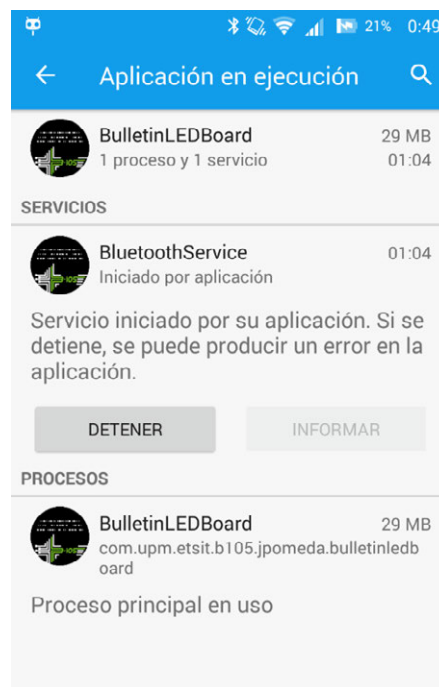 21% 0:49
Aplicación en ejecución
BulletinLEDBoard 29 MB
1 proceso y 1 servicio 01:04
SERVICIOS
BluetoothService 01:04
Iniciado por aplicación
Servicio iniciado por su aplicación. Si se
detiene, se puede producir un error en la
aplicación.
DETENER INFORMAR
PROCESOS
BulletinLEDBoard 29 MB
com.upm.etsit.b105.jpomeda.bulletinledb
oard
Proceso principal en uso